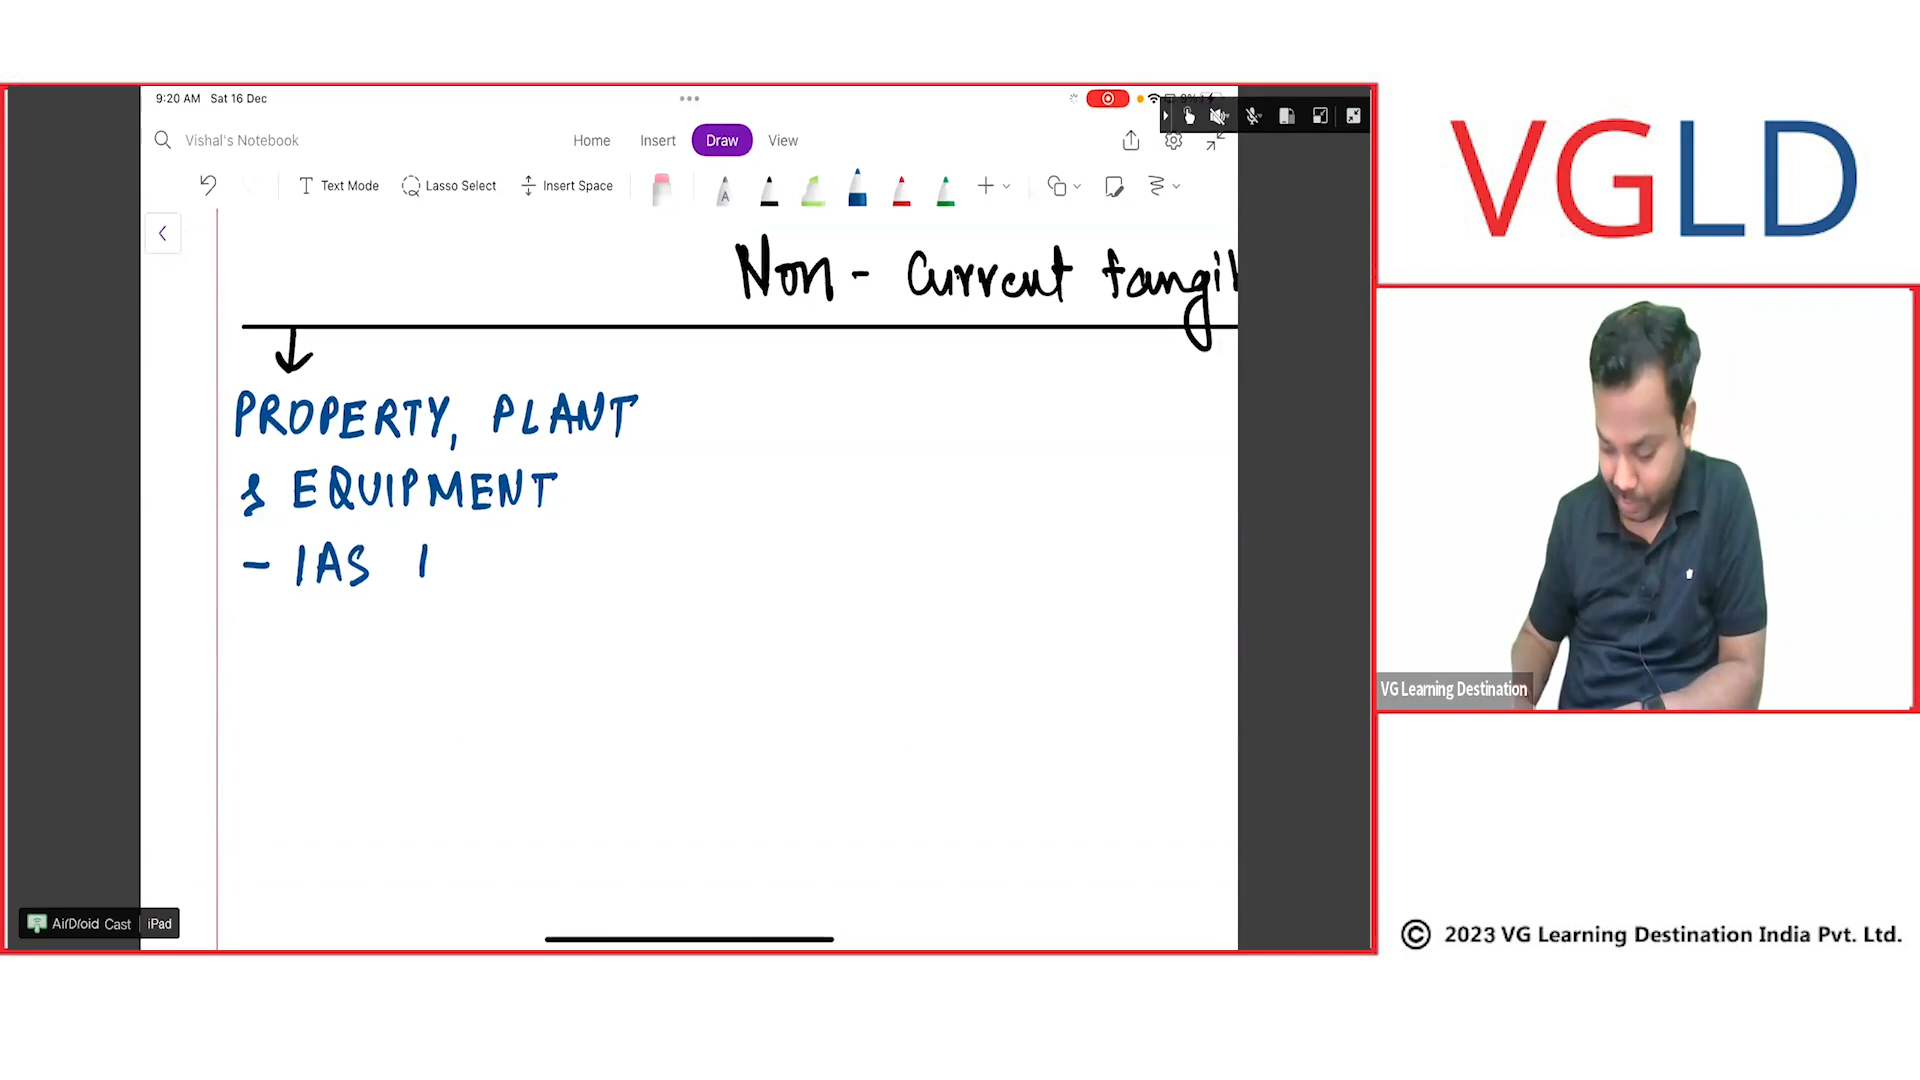 9:20 AM Sat 16 Dec
9%
Vishal's Notebook
Home Insert Draw View
Text Mode Lasso Select Insert Space
A
VGLD
Non - Current tangib
PROPERTY, PLANT
& EQUIPMENT
- IAS 1
VG Learning Destination
AirDroid Cast iPad
© 2023 VG Learning Destination India Pvt. Ltd.